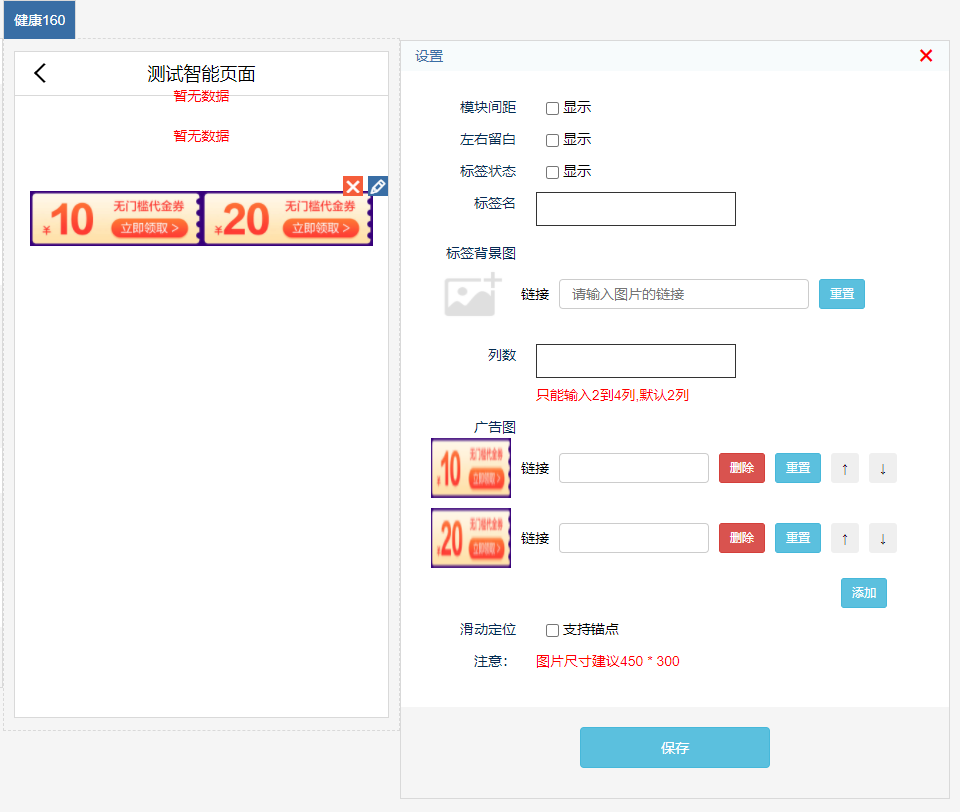 健康160
测试智能页面
暂无数据
暂无数据
¥10 无门槛代金券 立即领取 >
¥20 无门槛代金券 立即领取 >
设置
模块间距 显示
左右留白 显示
标签状态 显示
标签名
标签背景图
链接 请输入图片的链接 重置
列数
只能输入2到4列,默认2列
广告图
¥10 无门槛代金券 立即领取 >
链接 删除 重置 ↑ ↓
¥20 无门槛代金券 立即领取 >
链接 删除 重置 ↑ ↓
添加
滑动定位 支持锚点
注意: 图片尺寸建议450 * 300
保存